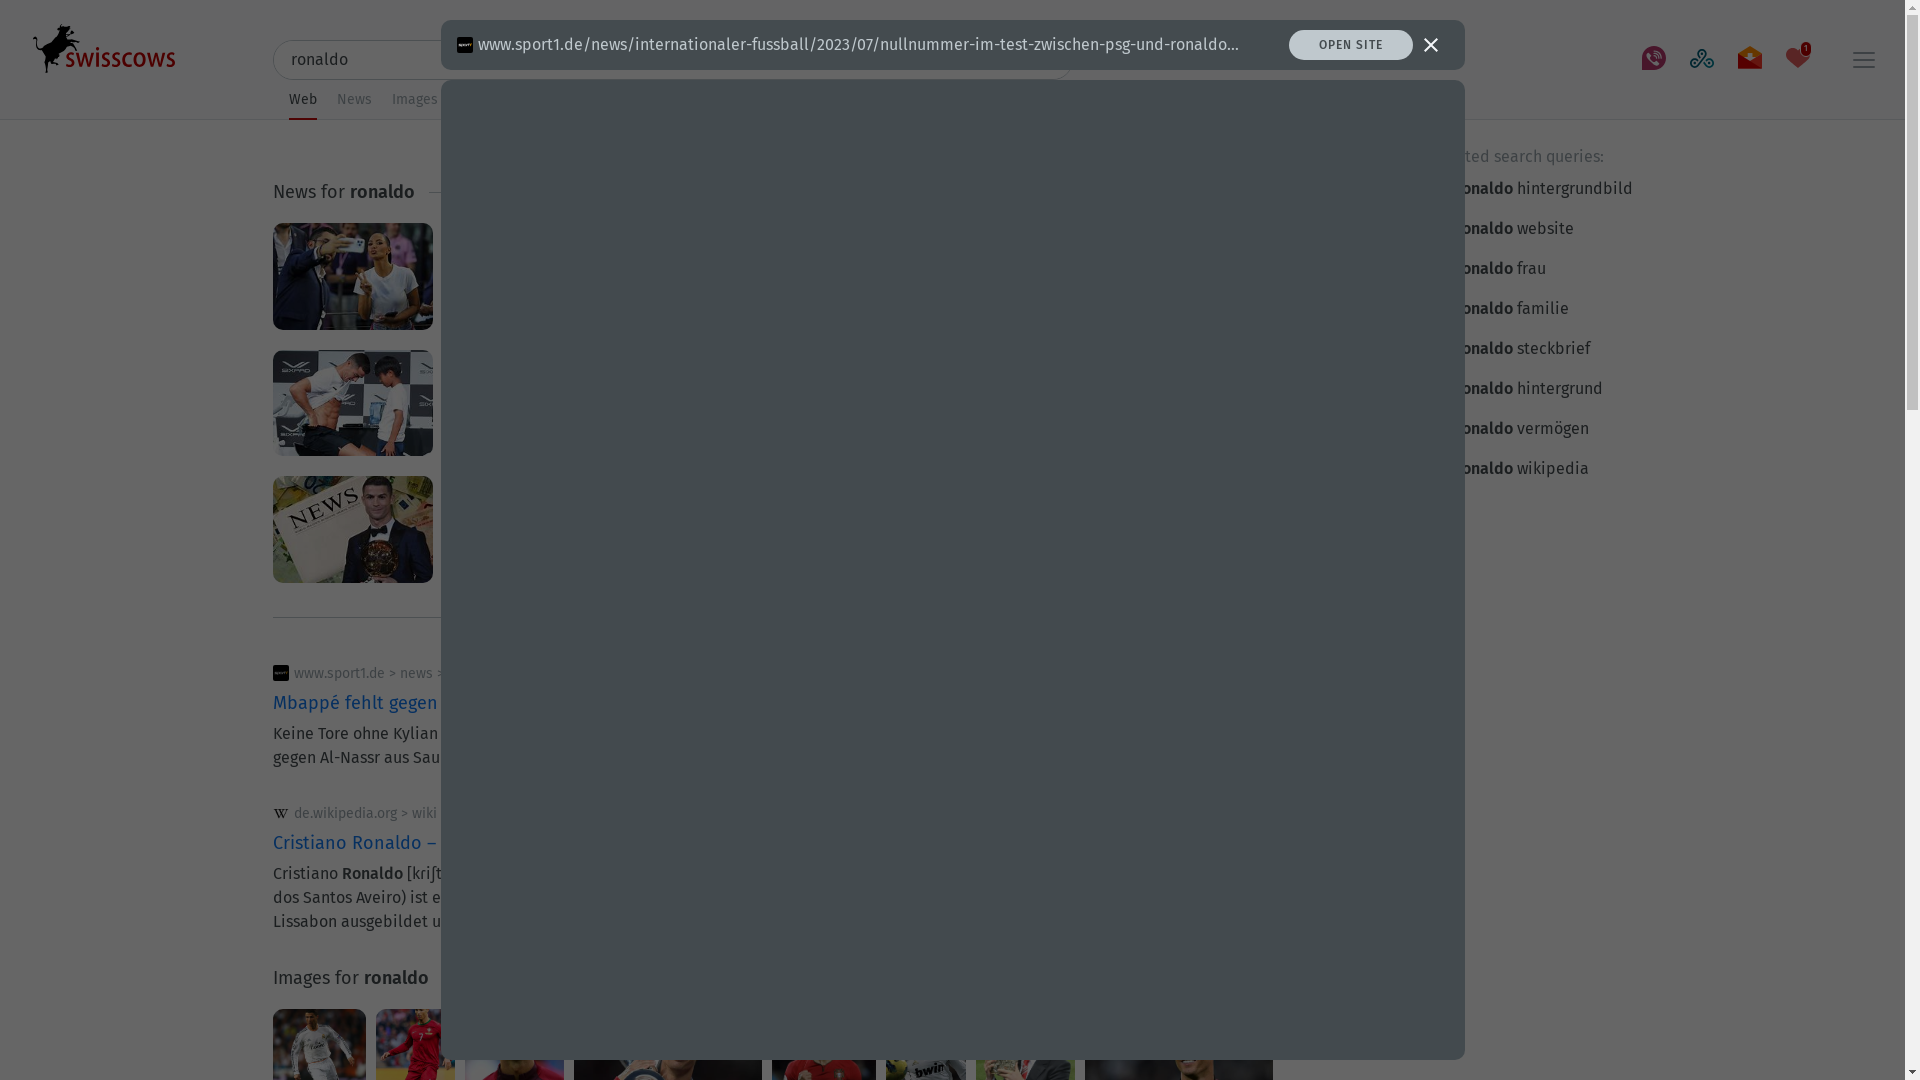 swisscows
ronaldo
www.sport1.de/news/internationaler-fussball/2023/07/nullnummer-im-test-zwischen-psg-und-ronaldo...
OPEN SITE
1
Web
News
Images
ted search queries:
News for ronaldo
onaldo hintergrundbild
onaldo website
onaldo frau
onaldo familie
onaldo steckbrief
onaldo hintergrund
onaldo vermögen
onaldo wikipedia
NEWS
www.sport1.de > news >
Mbappé fehlt gegen
Keine Tore ohne Kylian
gegen Al-Nassr aus Sau
de.wikipedia.org > wiki
Cristiano Ronaldo –
Cristiano Ronaldo [kɾiʃt
dos Santos Aveiro) ist e
Lissabon ausgebildet u
Images for ronaldo
bwin